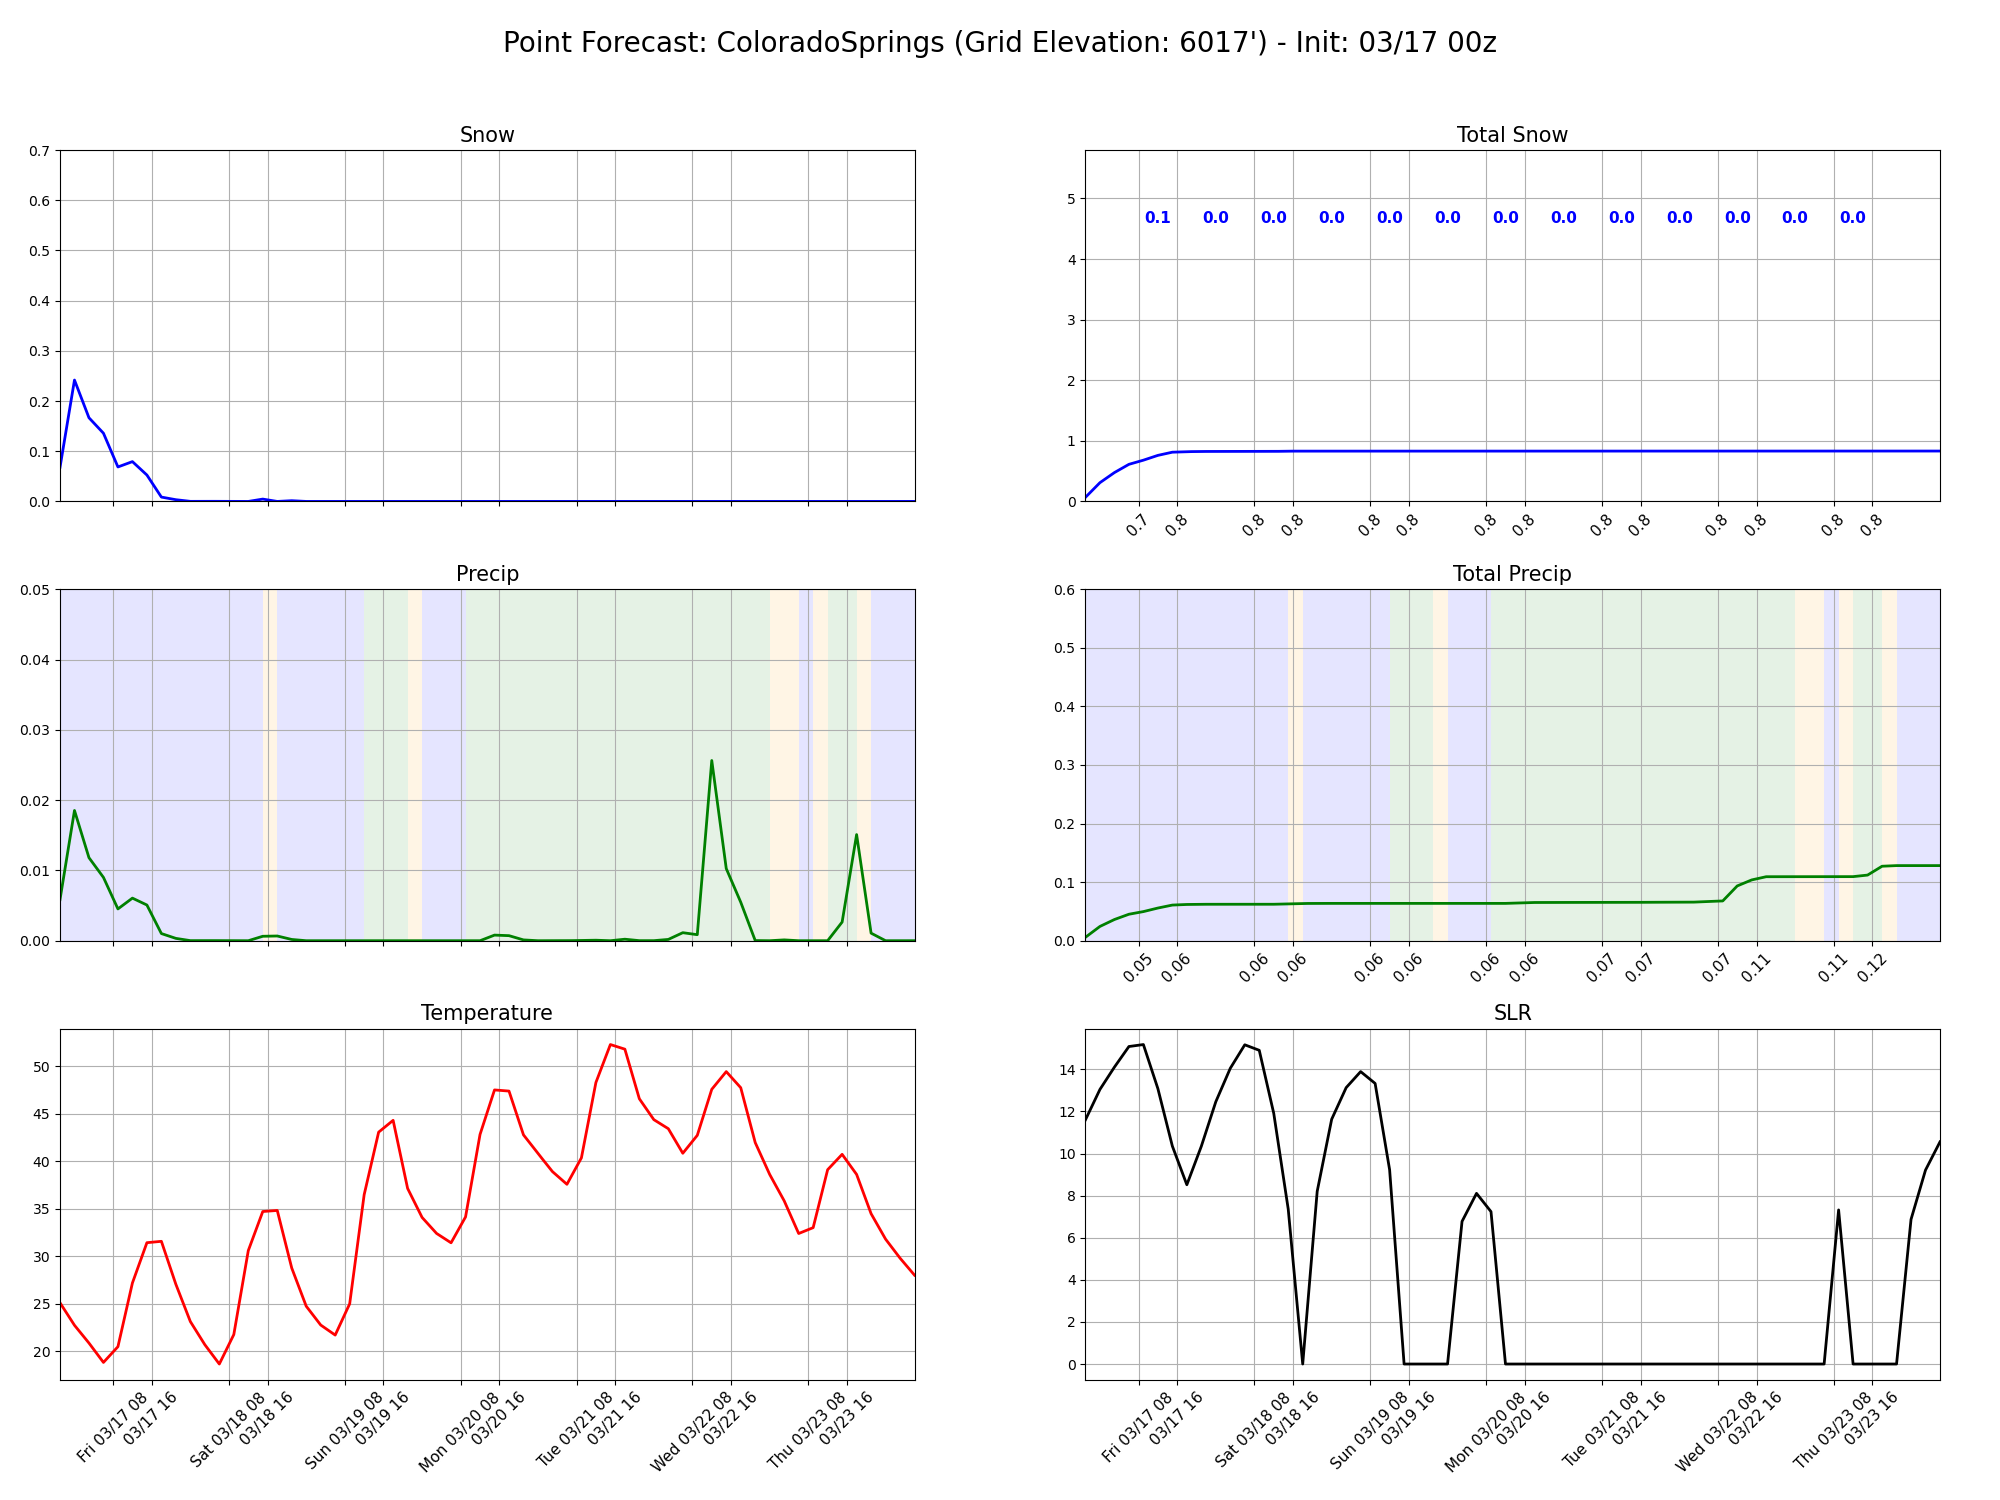 Point Forecast: ColoradoSprings (Grid Elevation: 6017') - Init: 03/17 00z
Snow
0.7
0.6
0.5
0.4
0.3
0.2
0.1
0.0
Total Snow
5
4
3
2
1
0
0.1 0.0 0.0 0.0 0.0 0.0 0.0 0.0 0.0 0.0 0.0 0.0 0.0
0.7 0.8 0.8 0.8 0.8 0.8 0.8 0.8 0.8 0.8 0.8 0.8 0.8 0.8
Precip
0.05
0.04
0.03
0.02
0.01
0.00
Total Precip
0.6
0.5
0.4
0.3
0.2
0.1
0.0
0.05 0.06 0.06 0.06 0.06 0.06 0.06 0.06 0.07 0.07 0.07 0.11 0.11 0.12
Temperature
50
45
40
35
30
25
20
Fri 03/17 08
03/17 16
Sat 03/18 08
03/18 16
Sun 03/19 08
03/19 16
Mon 03/20 08
03/20 16
Tue 03/21 08
03/21 16
Wed 03/22 08
03/22 16
Thu 03/23 08
03/23 16
SLR
14
12
10
8
6
4
2
0
Fri 03/17 08
03/17 16
Sat 03/18 08
03/18 16
Sun 03/19 08
03/19 16
Mon 03/20 08
03/20 16
Tue 03/21 08
03/21 16
Wed 03/22 08
03/22 16
Thu 03/23 08
03/23 16